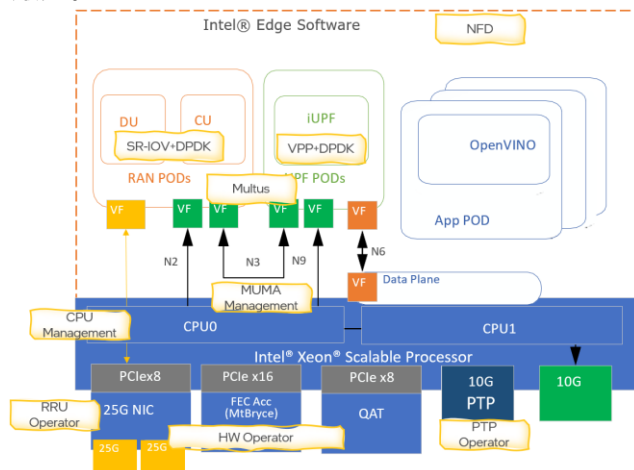 Intel® Edge Software
NFD
DU
CU
iUPF
SR-IOV+DPDK
VPP+DPDK
OpenVINO
RAN PODs
PODs
Multus
App POD
VF
VF
VF
VF
VF
VF
N2
N3
N9
N6
VF
Data Plane
MUMA
Management
CPU
Management
CPU0
CPU1
Intel® Xeon® Scalable Processor
PCIex8
PCIe x16
PCIe x8
10G
PTP
10G
RRU
Operator
25G NIC
FEC Acc
(MtBryce)
QAT
HW Operator
PTP
Operator
25G
25G